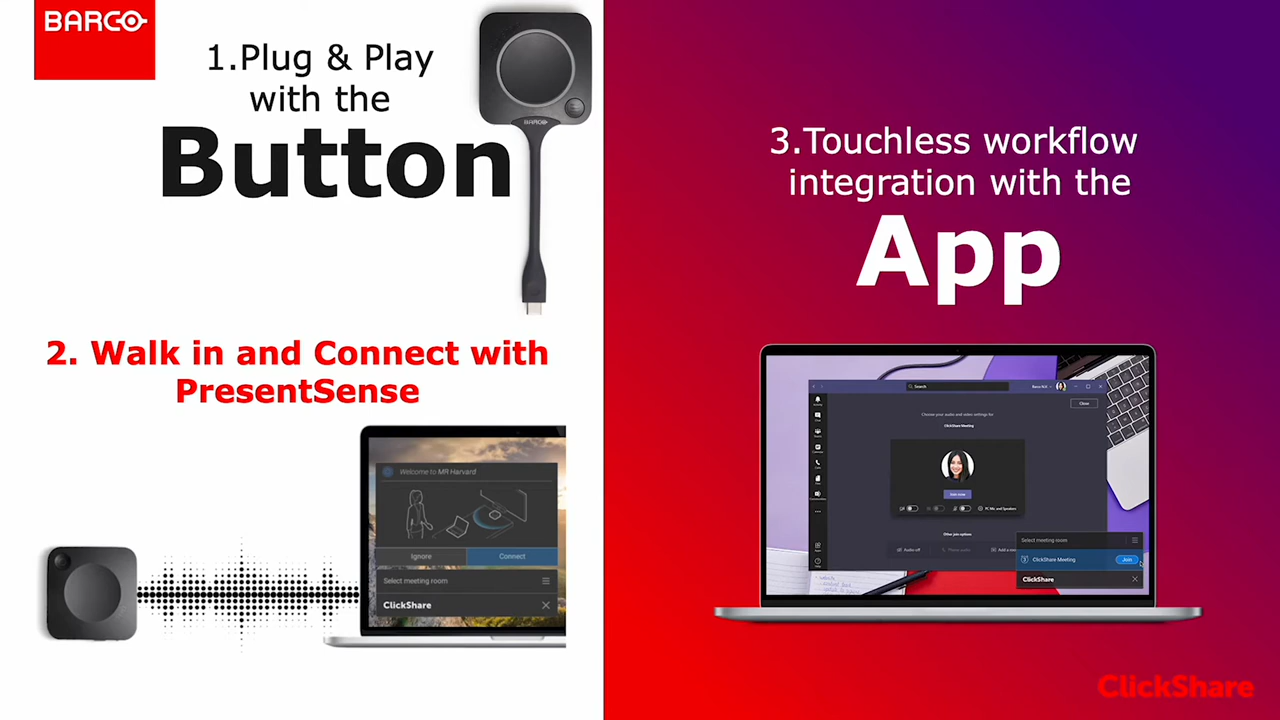 BARCO
1.Plug & Play
with the
Button
BARCO
2. Walk in and Connect with
PresentSense
Welcome to MR Harvard
Ignore
Connect
Select meeting room
ClickShare
3.Touchless workflow
integration with the
App
Search
Close
Choose your audio and video settings for
ClickShare Meeting
Join now
PC Mic and Speakers
Other join options
Audio off
Phone audio
Add a room
Select meeting room
ClickShare Meeting
Join
ClickShare
ClickShare